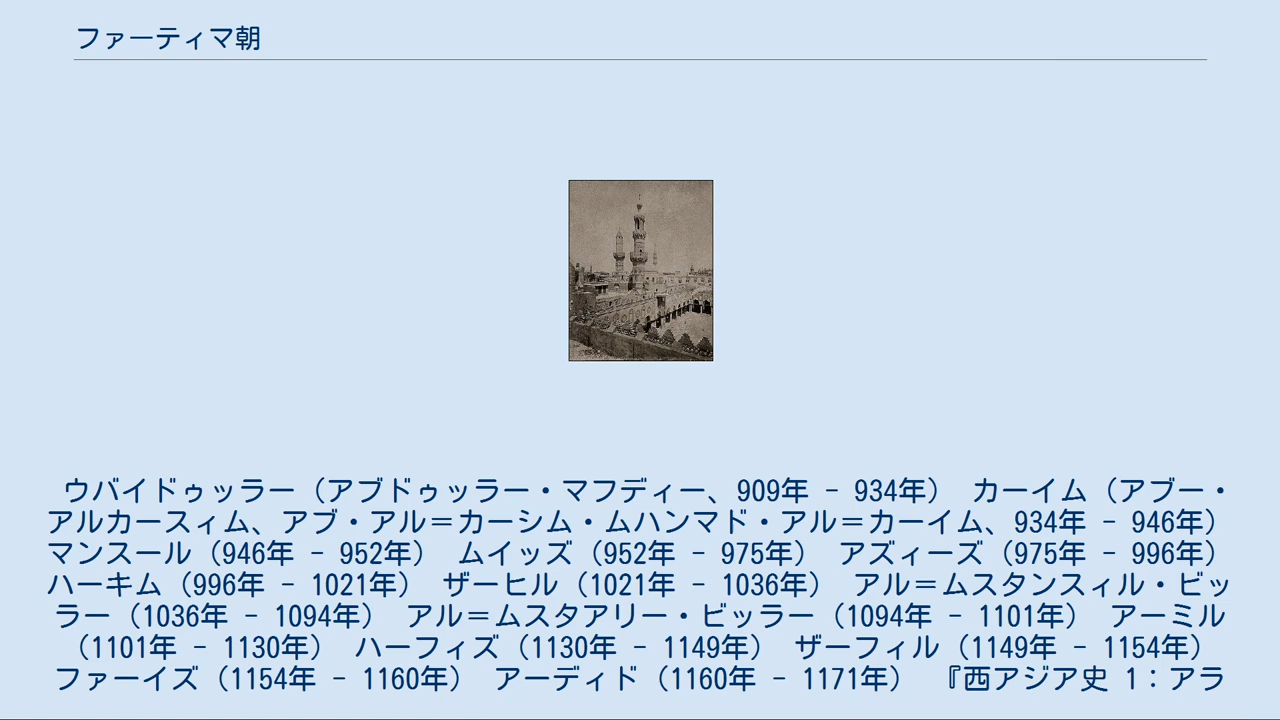 ファーティマ朝
ウバイドゥッラー（アブドゥッラー・マフディー、909年 - 934年） カーイム（アブー・
アルカースィム、アブ・アル＝カーシム・ムハンマド・アル＝カーイム、934年 - 946年）
マンスール（946年 - 952年） ムイッズ（952年 - 975年） アズィーズ（975年 - 996年）
ハーキム（996年 - 1021年） ザーヒル（1021年 - 1036年） アル＝ムスタンスィル・ビッ
ラー（1036年 - 1094年） アル＝ムスタアリー・ビッラー（1094年 - 1101年） アーミル
（1101年 - 1130年） ハーフィズ（1130年 - 1149年） ザーフィル（1149年 - 1154年）
ファーイズ（1154年 - 1160年） アーディド（1160年 - 1171年） 『西アジア史 1：アラ